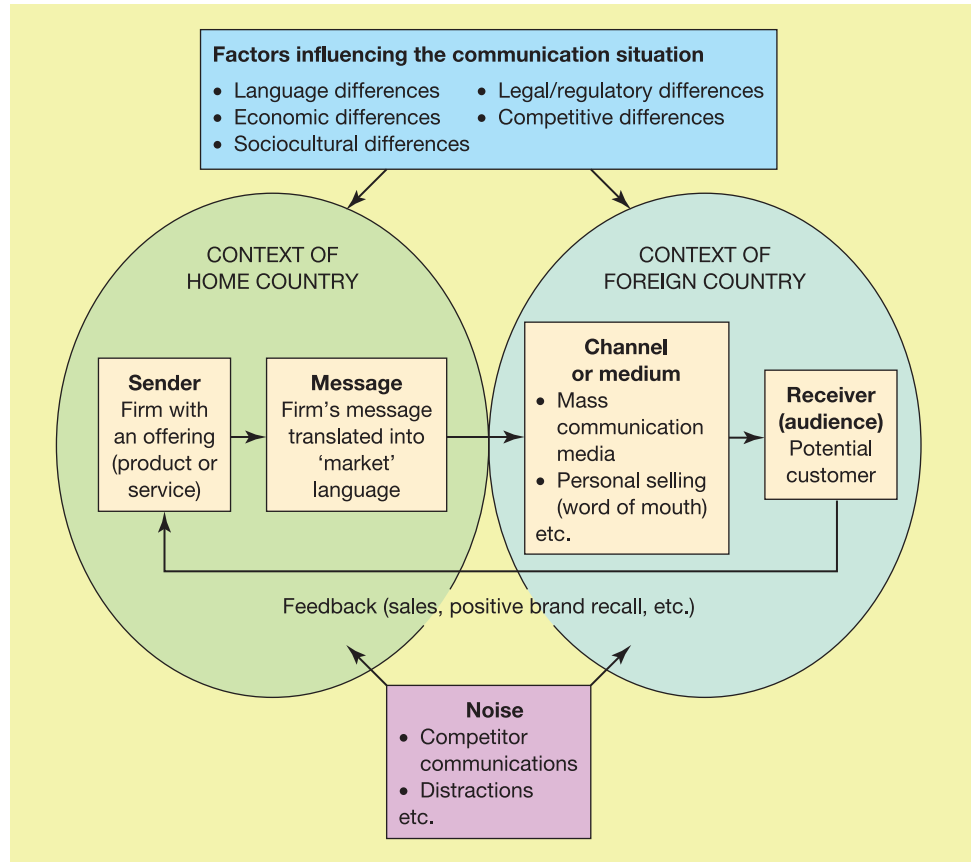 Factors influencing the communication situation
• Language differences
• Economic differences
• Sociocultural differences
• Legal/regulatory differences
• Competitive differences
CONTEXT OF
HOME COUNTRY
CONTEXT OF
FOREIGN COUNTRY
Sender
Firm with
an offering
(product or
service)
Message
Firm's message
translated into
‘market’
language
Channel
or medium
• Mass
communication
media
• Personal selling
(word of mouth)
etc.
Receiver
(audience)
Potential
customer
Feedback (sales, positive brand recall, etc.)
Noise
• Competitor
communications
• Distractions
etc.